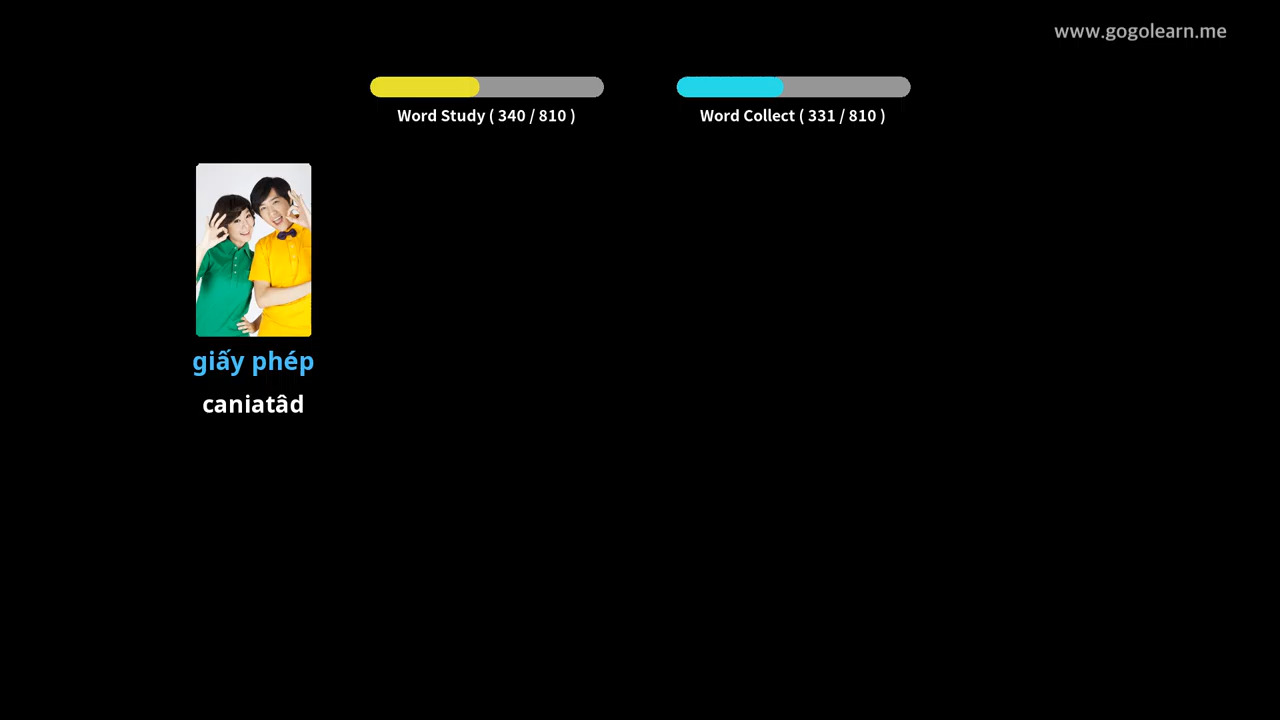 www.gogolearn.me
Word Study ( 340 / 810 )
Word Collect ( 331 / 810 )
giấy phép
caniatâd